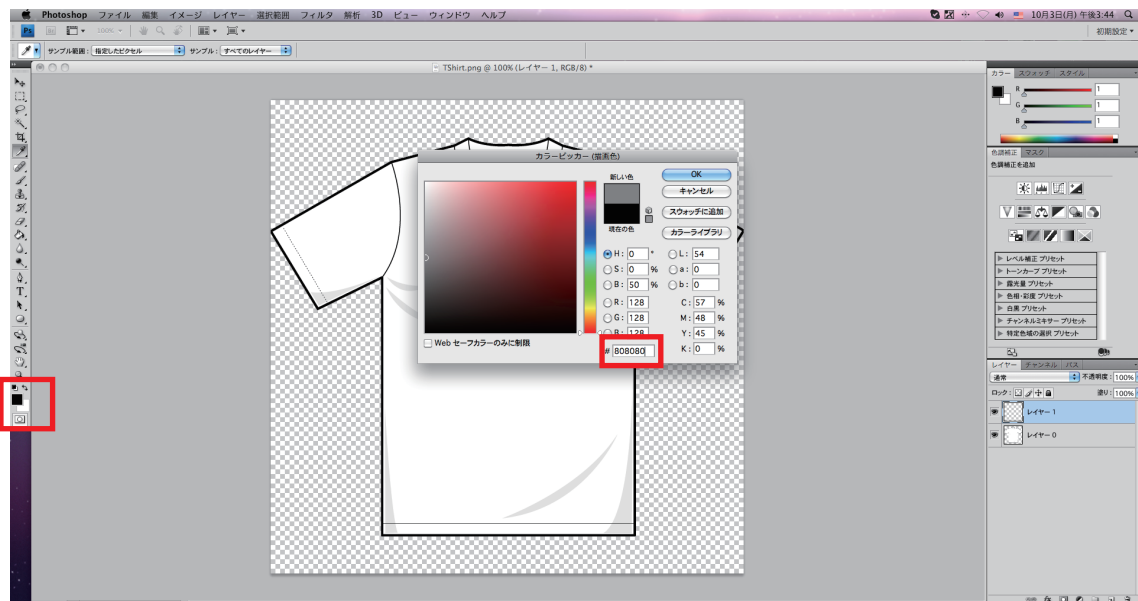 Photoshop ファイル 編集 イメージ レイヤー 選択範囲 フィルタ 解析 3D ビュー ウィンドウ ヘルプ 10月3日(月) 午後3:44
Ps 100% 初期設定
サンプル範囲: 指定したピクセル サンプル: すべてのレイヤー
TShirt.png @ 100% (レイヤー 1, RGB/8) *
カラー スウォッチ スタイル
R 1
G 1
B 1
色調補正 マスク
色調補正を追加
レベル補正 プリセット
トーンカーブ プリセット
露光量 プリセット
色相・彩度 プリセット
白黒 プリセット
チャンネルミキサー プリセット
特定色域の選択 プリセット
レイヤー チャンネル パス
通常 不透明度: 100%
ロック: 塗り: 100%
レイヤー 1
レイヤー 0
カラーピッカー (描画色)
新しい色
現在の色
OK
キャンセル
スウォッチに追加
カラーライブラリ
H: 0 ° L: 54
S: 0 % a: 0
B: 50 % b: 0
R: 128 C: 57 %
G: 128 M: 48 %
B: 128 Y: 45 %
# 808080 K: 0 %
Web セーフカラーのみに制限
T